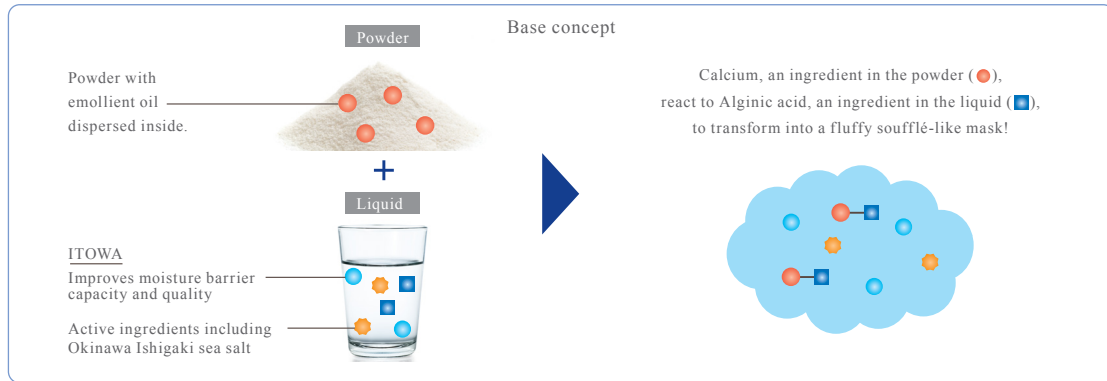 Base concept
Powder
Powder with
emollient oil
dispersed inside.
+
Liquid
ITOWA
Improves moisture barrier
capacity and quality
Active ingredients including
Okinawa Ishigaki sea salt
Calcium, an ingredient in the powder ( ),
react to Alginic acid, an ingredient in the liquid ( ),
to transform into a fluffy soufflé-like mask!